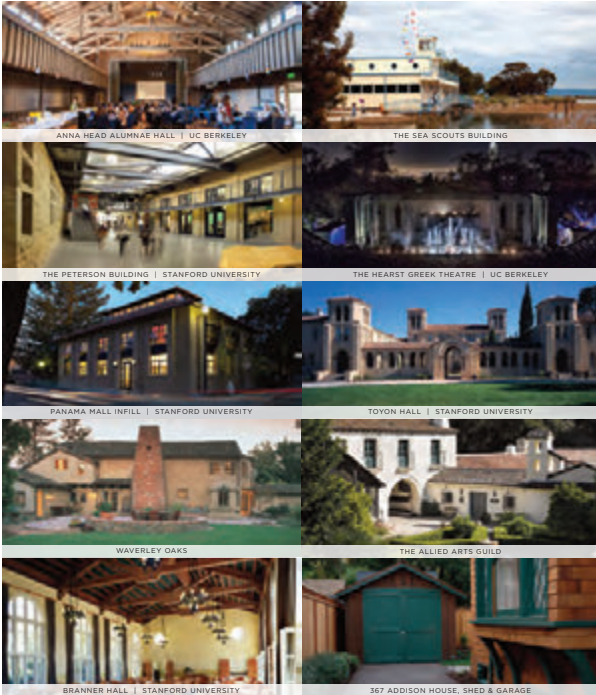 ANNA HEAD ALUMNAE HALL | UC BERKELEY
THE SEA SCOUTS BUILDING
THE PETERSON BUILDING | STANFORD UNIVERSITY
THE HEARST GREEK THEATRE | UC BERKELEY
PANAMA MALL INFILL | STANFORD UNIVERSITY
TOYON HALL | STANFORD UNIVERSITY
WAVERLEY OAKS
THE ALLIED ARTS GUILD
BRANNER HALL | STANFORD UNIVERSITY
367 ADDISON HOUSE, SHED & GARAGE